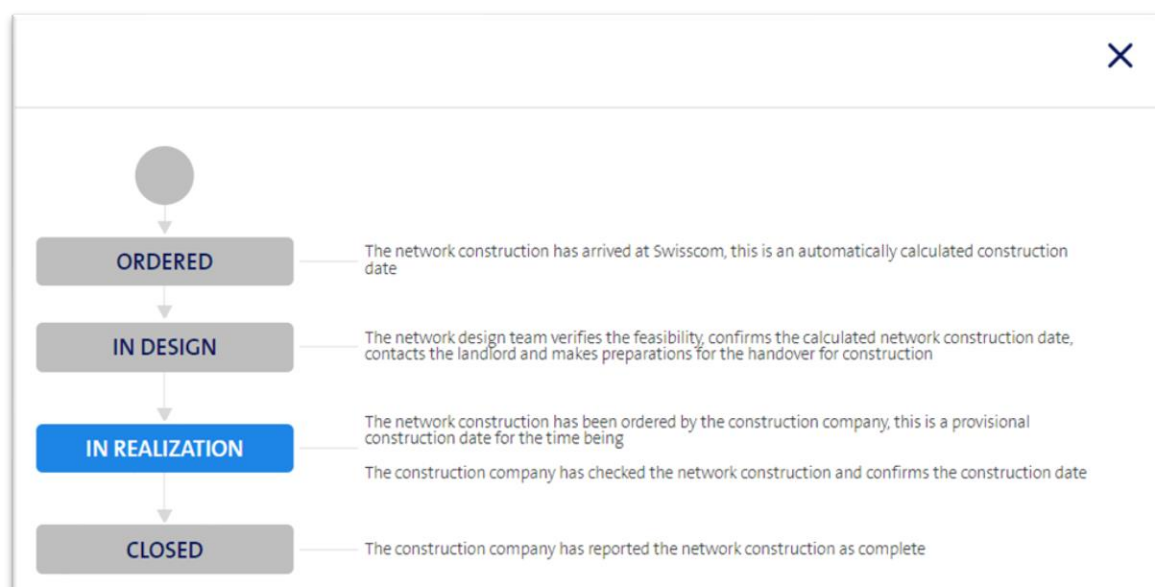 ORDERED
The network construction has arrived at Swisscom, this is an automatically calculated construction
date
IN DESIGN
The network design team verifies the feasibility, confirms the calculated network construction date,
contacts the landlord and makes preparations for the handover for construction
IN REALIZATION
The network construction has been ordered by the construction company, this is a provisional
construction date for the time being
The construction company has checked the network construction and confirms the construction date
CLOSED
The construction company has reported the network construction as complete